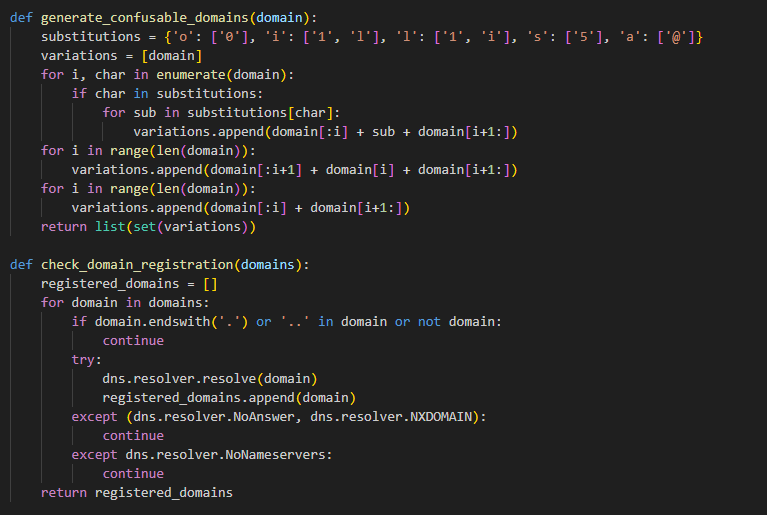 def generate_confusable_domains(domain):
    substitutions = {'o': ['0'], 'i': ['1', 'l'], 'l': ['1', 'i'], 's': ['5'], 'a': ['@']}
    variations = [domain]
    for i, char in enumerate(domain):
        if char in substitutions:
            for sub in substitutions[char]:
                variations.append(domain[:i] + sub + domain[i+1:])
    for i in range(len(domain)):
        variations.append(domain[:i+1] + domain[i] + domain[i+1:])
    for i in range(len(domain)):
        variations.append(domain[:i] + domain[i+1:])
    return list(set(variations))

def check_domain_registration(domains):
    registered_domains = []
    for domain in domains:
        if domain.endswith('.') or '..' in domain or not domain:
            continue
        try:
            dns.resolver.resolve(domain)
            registered_domains.append(domain)
        except (dns.resolver.NoAnswer, dns.resolver.NXDOMAIN):
            continue
        except dns.resolver.NoNameservers:
            continue
    return registered_domains